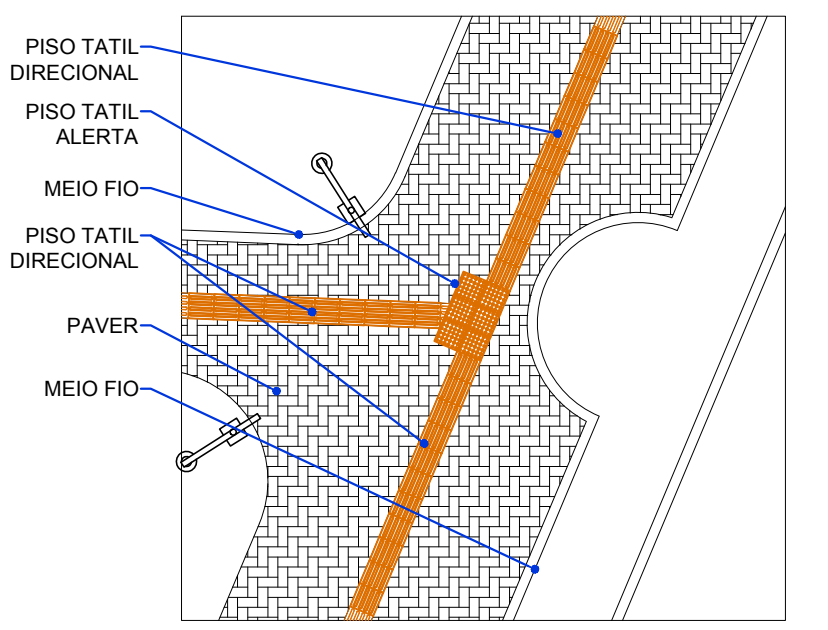 PISO TATIL
DIRECIONAL
PISO TATIL
ALERTA
MEIO FIO
PISO TATIL
DIRECIONAL
PAVER
MEIO FIO